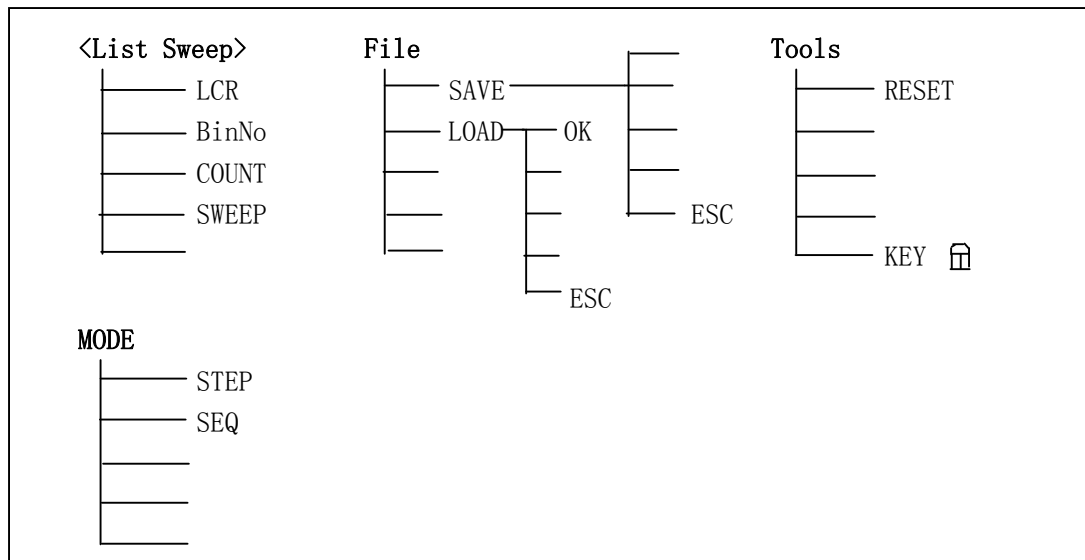 <List Sweep>
LCR
BinNo
COUNT
SWEEP
File
SAVE
LOAD
OK
ESC
ESC
Tools
RESET
KEY
MODE
STEP
SEQ